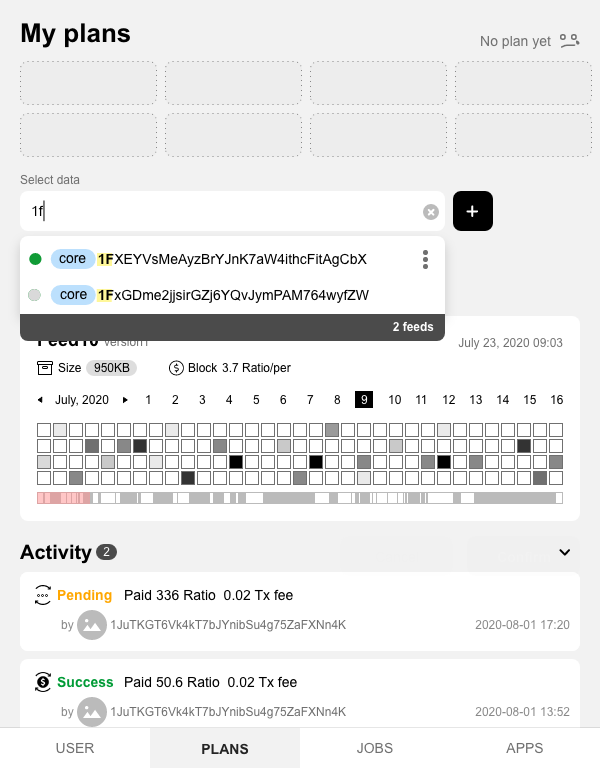 My plans
No plan yet
Select data
1f
+
core 1FXEYVsMeAyzBrYJnK7aW4ithcFitAgCbX
core 1FxGDme2jjsirGZj6YQvJymPAM764wyfZW
2 feeds
Feed10 version1 July 23, 2020 09:03
Size 950KB $ Block 3.7 Ratio/per
July, 2020 1 2 3 4 5 6 7 8 9 10 11 12 13 14 15 16
Activity 2
Pending Paid 336 Ratio 0.02 Tx fee
by 1JuTKGT6Vk4kT7bJYnibSu4g75ZaFXNn4K 2020-08-01 17:20
Success Paid 50.6 Ratio 0.02 Tx fee
by 1JuTKGT6Vk4kT7bJYnibSu4g75ZaFXNn4K 2020-08-01 13:52
USER PLANS JOBS APPS